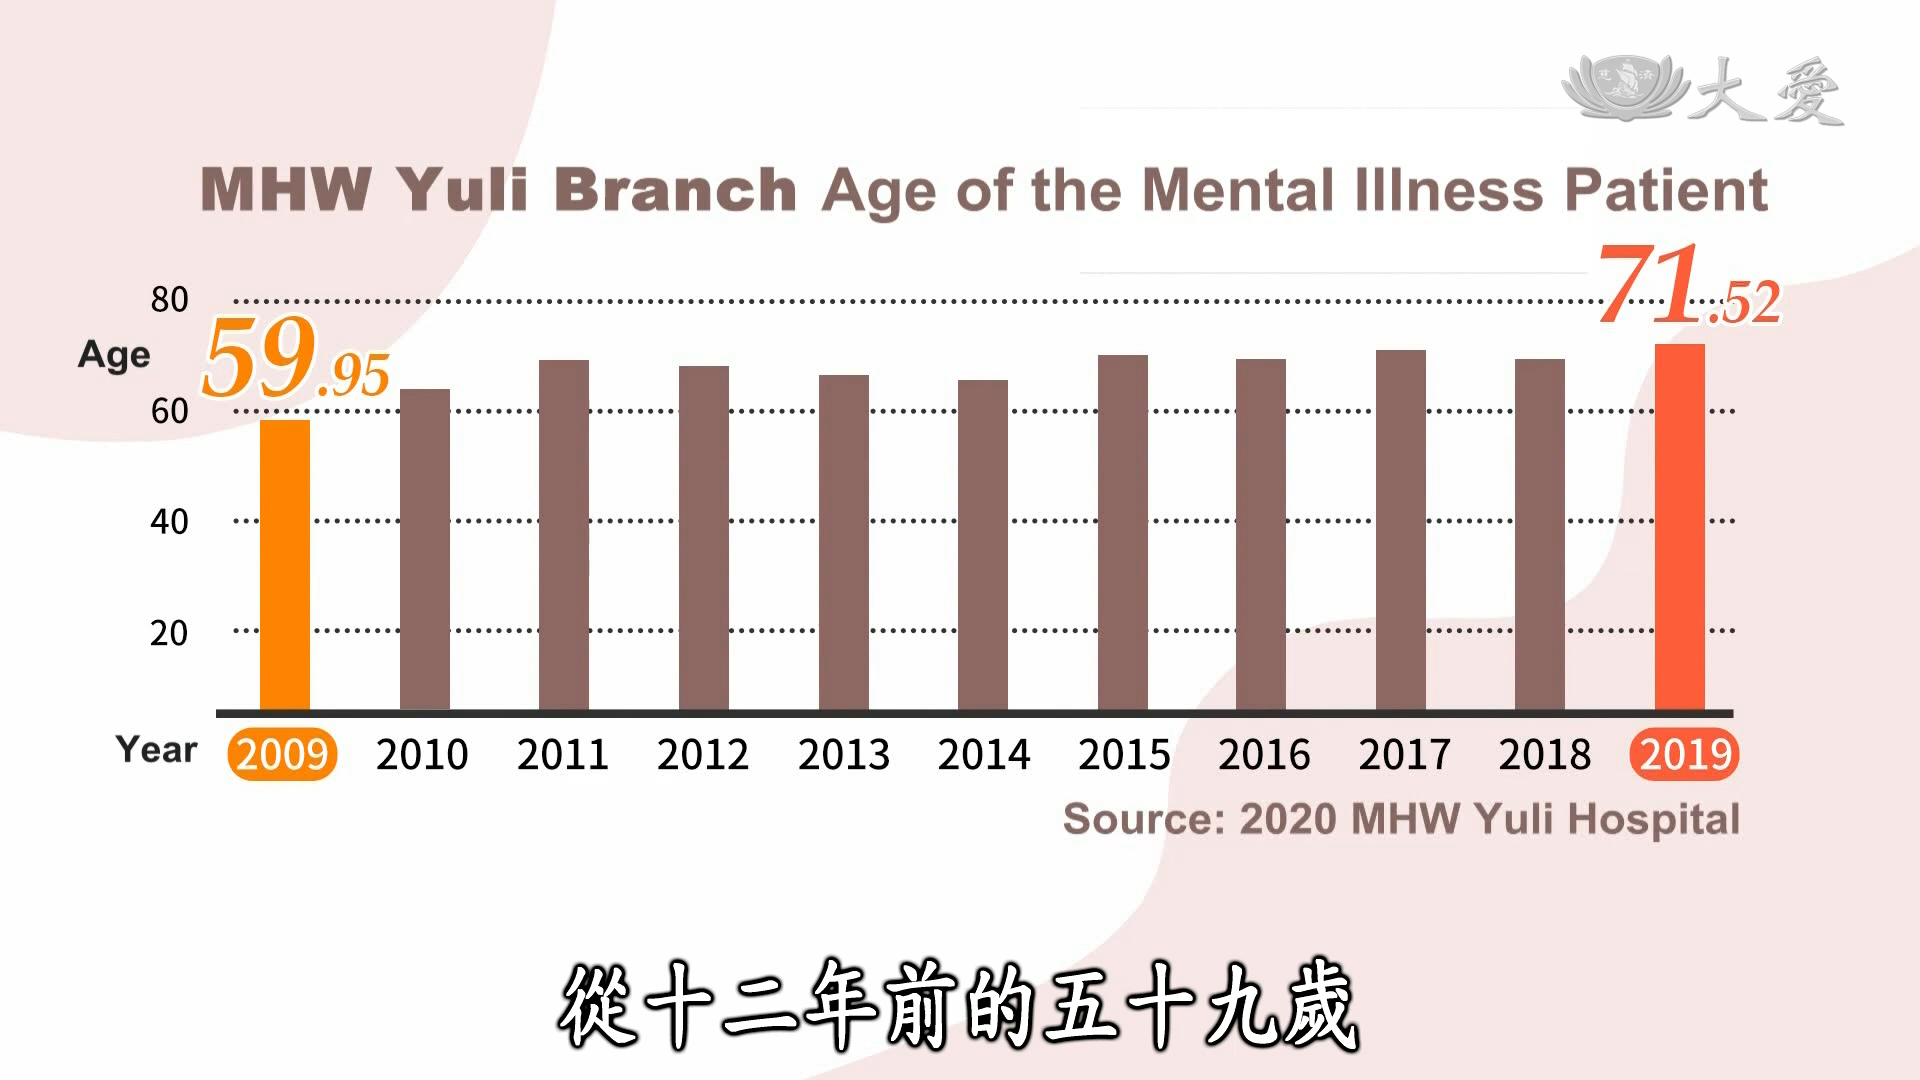 大愛
MHW Yuli Branch Age of the Mental Illness Patient
71.52
80
59.95
Age
60
40
20
Year 2009 2010 2011 2012 2013 2014 2015 2016 2017 2018 2019
Source: 2020 MHW Yuli Hospital
從十二年前的五十九歲